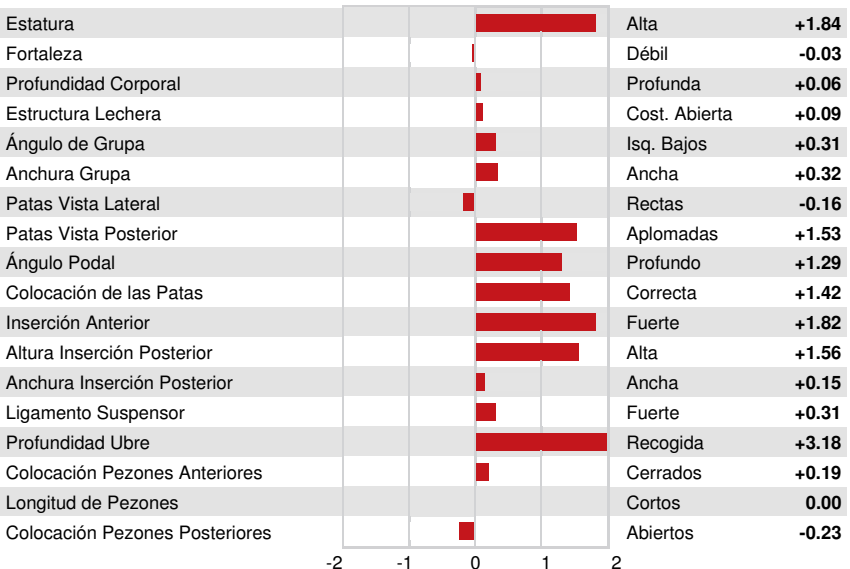 Estatura Alta +1.84
Fortaleza Débil -0.03
Profundidad Corporal Profunda +0.06
Estructura Lechera Cost. Abierta +0.09
Ángulo de Grupa Isq. Bajos +0.31
Anchura Grupa Ancha +0.32
Patas Vista Lateral Rectas -0.16
Patas Vista Posterior Aplomadas +1.53
Ángulo Podal Profundo +1.29
Colocación de las Patas Correcta +1.42
Inserción Anterior Fuerte +1.82
Altura Inserción Posterior Alta +1.56
Anchura Inserción Posterior Ancha +0.15
Ligamento Suspensor Fuerte +0.31
Profundidad Ubre Recogida +3.18
Colocación Pezones Anteriores Cerrados +0.19
Longitud de Pezones Cortos 0.00
Colocación Pezones Posteriores Abiertos -0.23
-2 -1 0 1 2